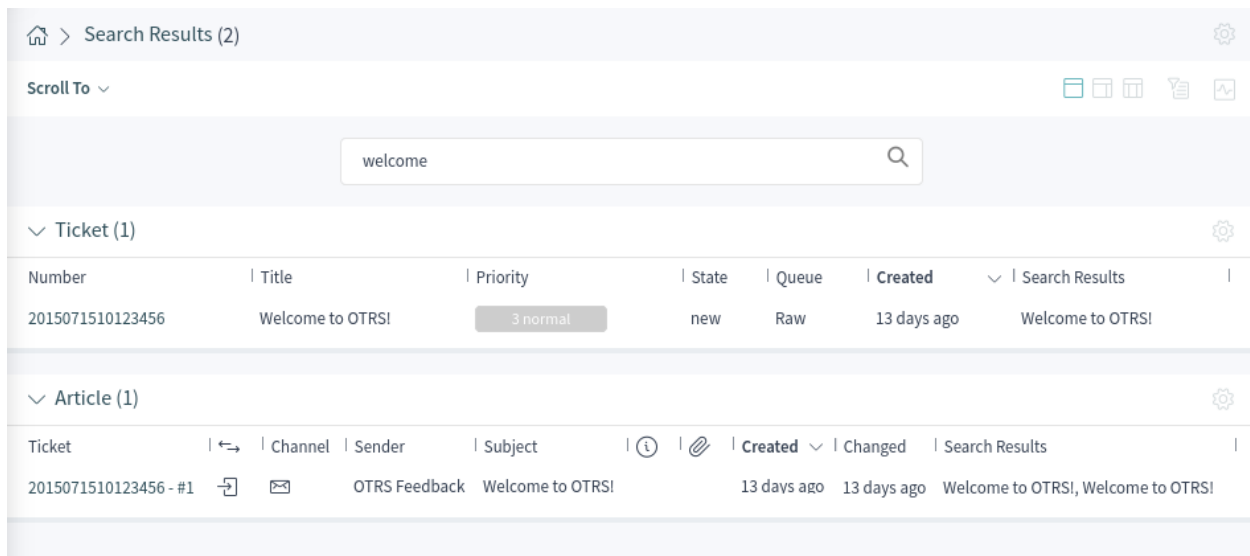 Search Results (2)
Scroll To
welcome
Ticket (1)
Number Title Priority State Queue Created Search Results
2015071510123456 Welcome to OTRS! 3 normal new Raw 13 days ago Welcome to OTRS!
Article (1)
Ticket Channel Sender Subject Created Changed Search Results
2015071510123456 - #1 OTRS Feedback Welcome to OTRS! 13 days ago 13 days ago Welcome to OTRS!, Welcome to OTRS!